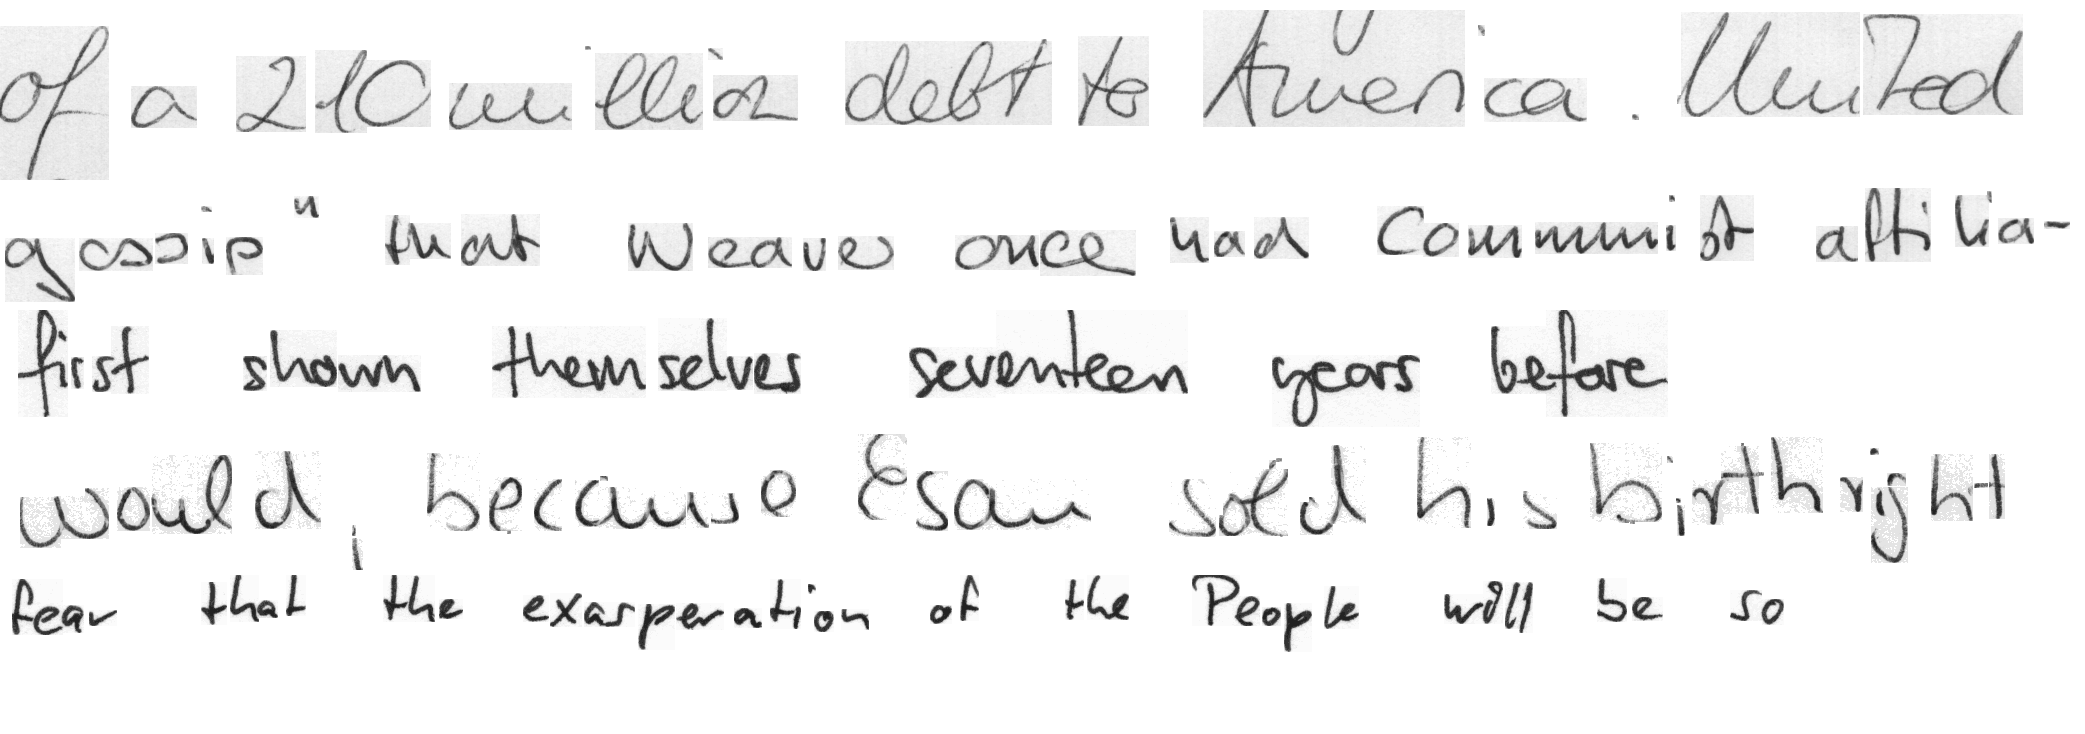 of a 210 million debt to America. United
gossip" that Weaver once had Communist affilia-
first shown themselves seventeen years before
would, because Esau sold his birthright
fear that the exasperation of the People will be so